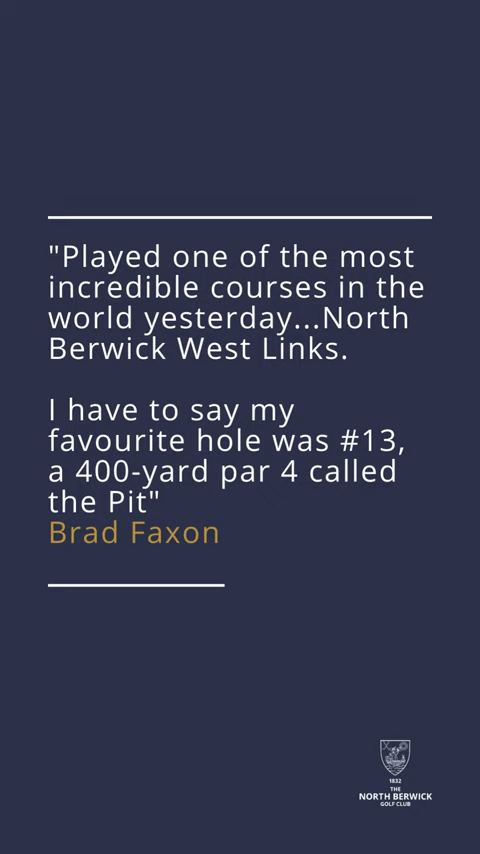 "Played one of the most
incredible courses in the
world yesterday...North
Berwick West Links.
I have to say my
favourite hole was #13,
a 400-yard par 4 called
the Pit"
Brad Faxon
1832
THE
NORTH BERWICK
GOLF CLUB